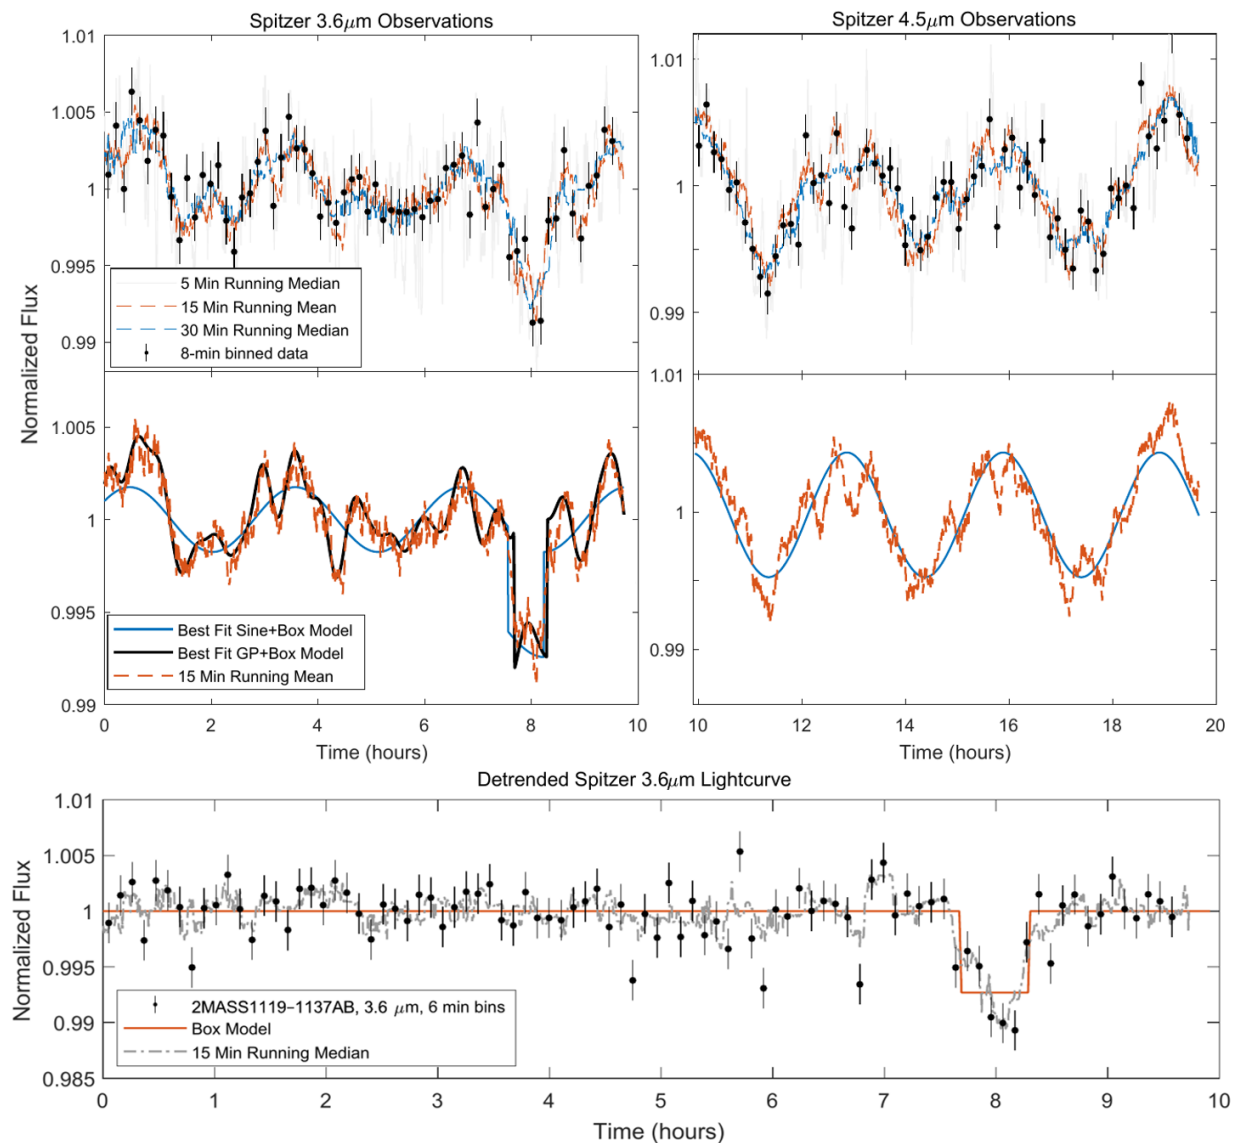 Spitzer 3.6μm Observations
Spitzer 4.5μm Observations
1.01
1.005
1
0.995
0.99
5 Min Running Median
15 Min Running Mean
30 Min Running Median
8-min binned data
1.01
1
0.99
Normalized Flux
1.005
1
0.995
0.99
Best Fit Sine+Box Model
Best Fit GP+Box Model
15 Min Running Mean
0 2 4 6 8 10
Time (hours)
1.01
1
0.99
10 12 14 16 18 20
Time (hours)
Detrended Spitzer 3.6μm Lightcurve
1.01
1.005
1
0.995
0.99
0.985
Normalized Flux
2MASS1119-1137AB, 3.6 μm, 6 min bins
Box Model
15 Min Running Median
0 1 2 3 4 5 6 7 8 9 10
Time (hours)